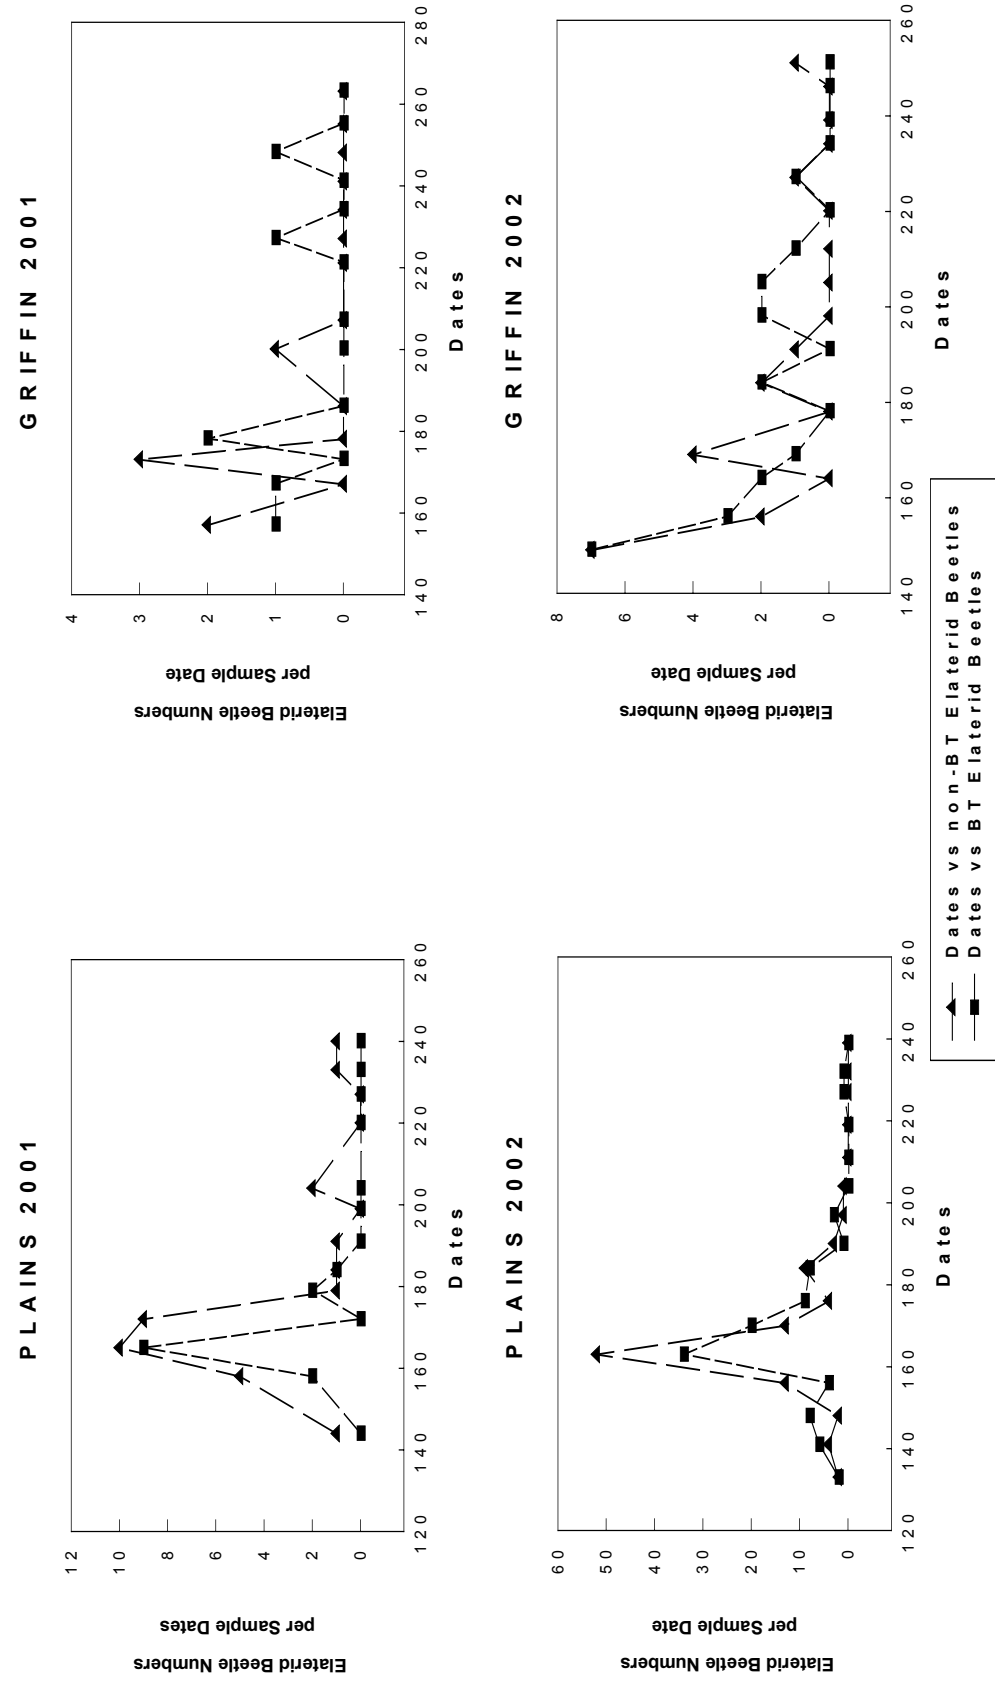 PLAINS 2001
Elaterid Beetle Numbers
per Sample Dates
12
10
8
6
4
2
0
120 140 160 180 200 220 240 260
Dates
GRIFFIN 2001
Elaterid Beetle Numbers
per Sample Date
4
3
2
1
0
140 160 180 200 220 240 260 280
Dates
PLAINS 2002
Elaterid Beetle Numbers
per Sample Date
60
50
40
30
20
10
0
120 140 160 180 200 220 240 260
Dates
GRIFFIN 2002
Elaterid Beetle Numbers
per Sample Date
8
6
4
2
0
140 160 180 200 220 240 260
Dates
Dates vs non-BT Elaterid Beetles
Dates vs BT Elaterid Beetles